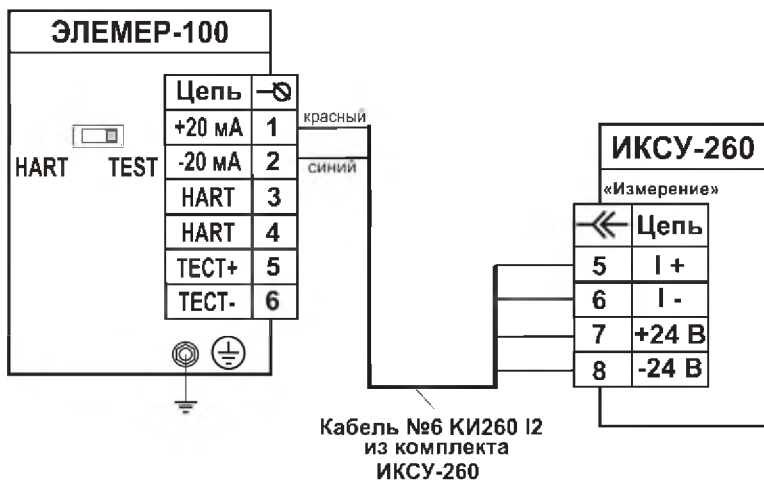 ЭЛЕМЕР-100
Цепь
+20 мА 1
-20 мА 2
HART 3
HART 4
ТЕСТ+ 5
ТЕСТ- 6
HART TEST
красный
синий
ИКСУ-260
«Измерение»
Цепь
5 I +
6 I -
7 +24 В
8 -24 В
Кабель №6 КИ260 I2
из комплекта
ИКСУ-260